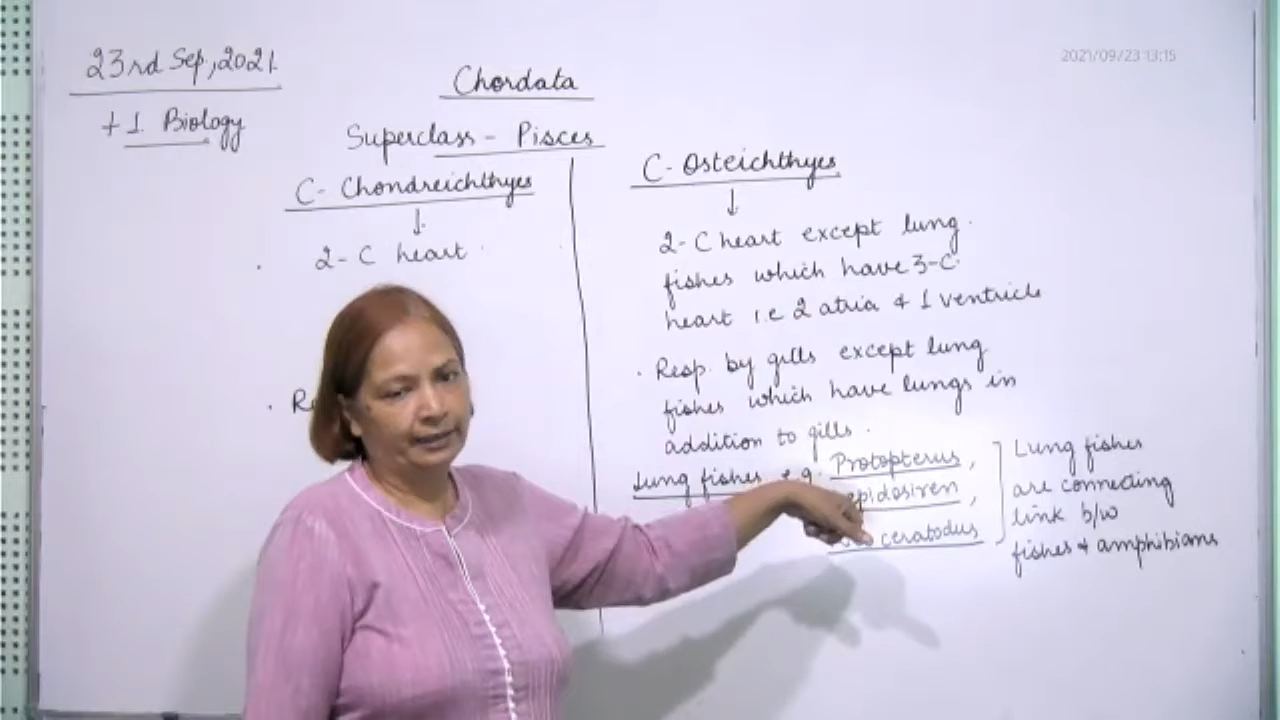 23rd Sep, 2021.
+1 Biology
2021/09/23 13:15
Chordata
Superclass - Pisces
C- Chondreichthyes
2-C heart
C- Osteichthyes
2-C heart except lung
fishes which have 3-C
heart i.e 2 atria & 1 ventricle
. Resp. by gills except lung
fishes which have lungs in
addition to gills.
Lung fishes e.g. Protopterus,
epidosiren,
ceratodus
Lung fishes
are connecting
link b/w
fishes & amphibians